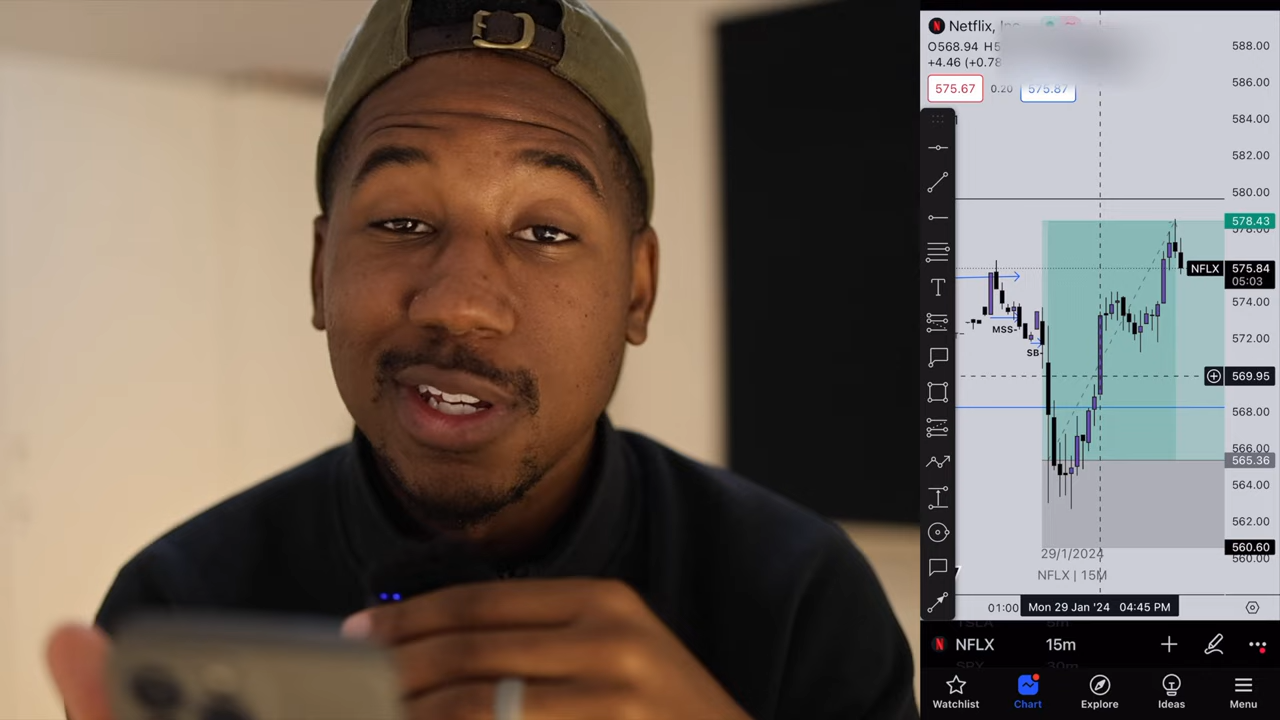 Netflix,
O568.94 H5
+4.46 (+0.78
575.67 0.20 575.87
588.00
586.00
584.00
582.00
580.00
578.43
NFLX 575.84
05:03
574.00
572.00
MSS-
SB-
569.95
568.00
566.00
565.36
564.00
562.00
560.60
560.00
29/1/2024
NFLX | 15M
01:00 Mon 29 Jan '24 04:45 PM
NFLX 15m
Watchlist Chart Explore Ideas Menu